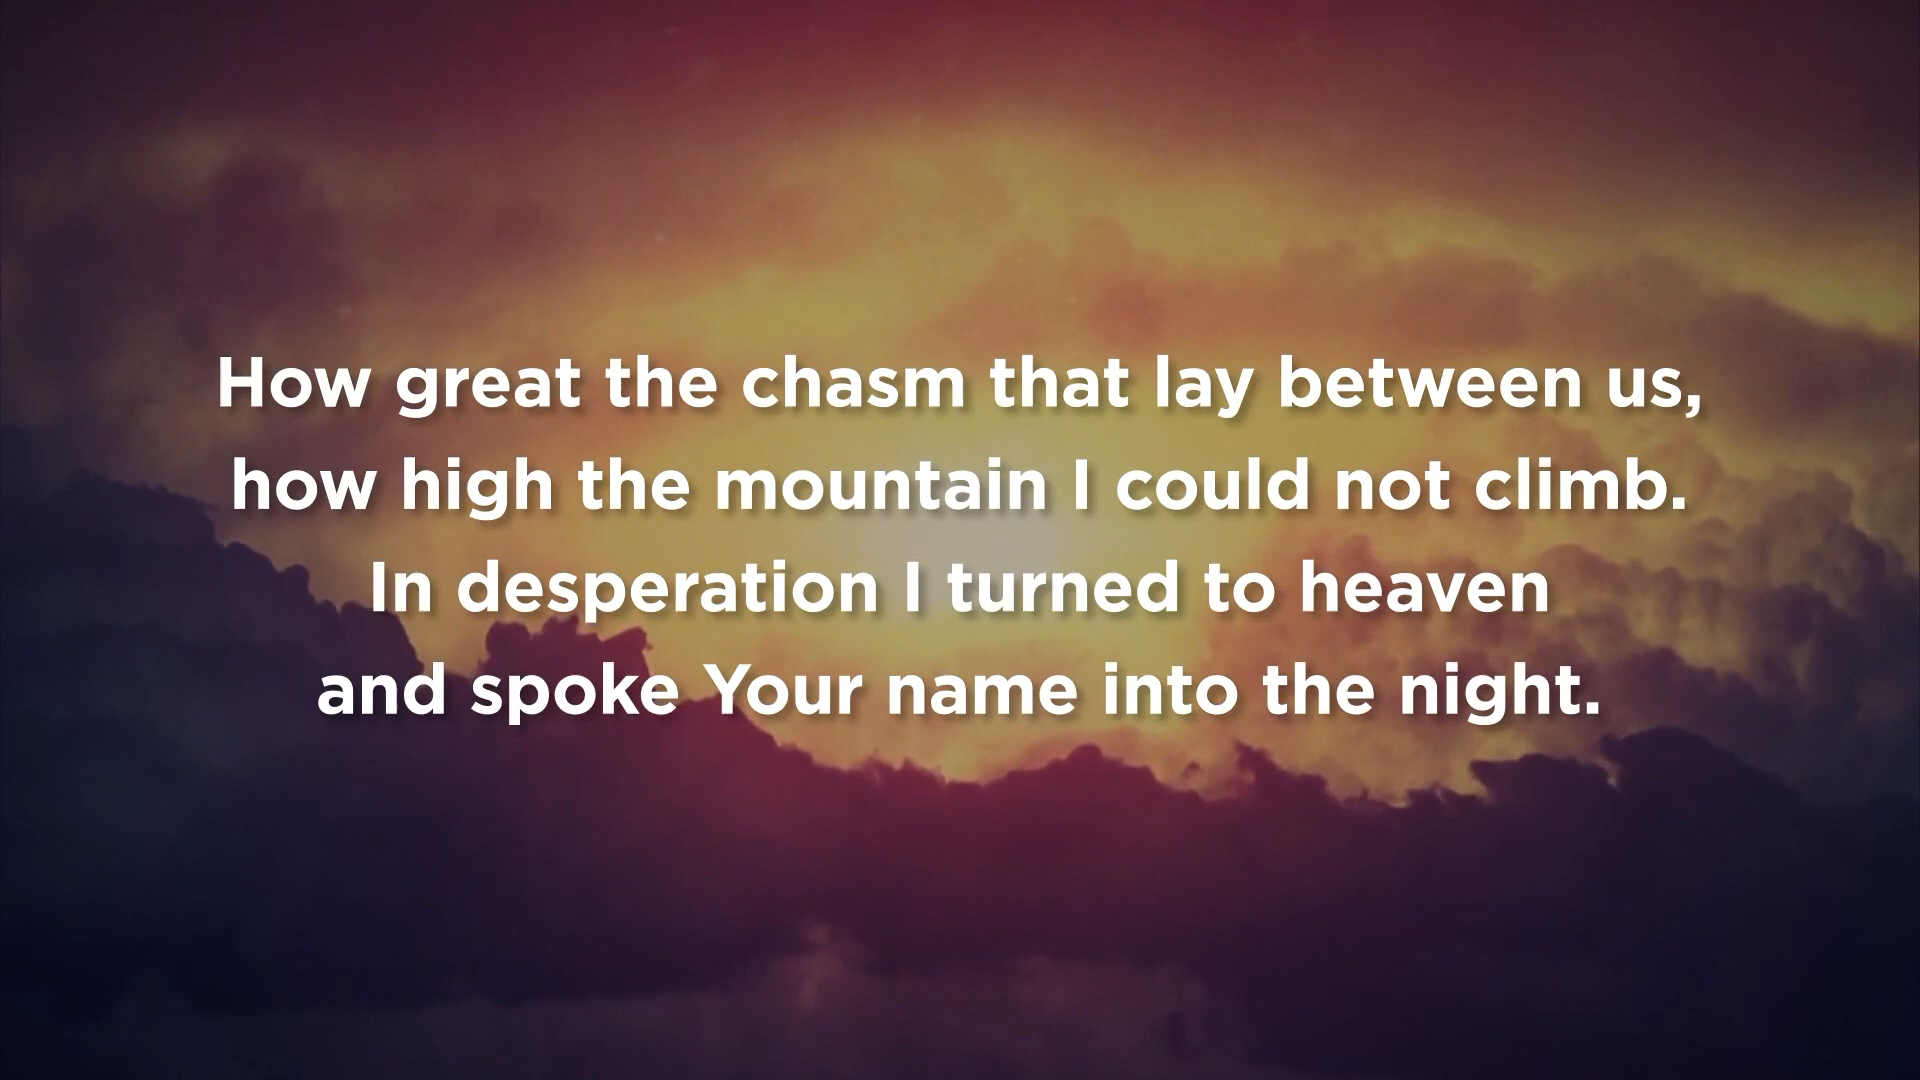 How great the chasm that lay between us,
how high the mountain I could not climb.
In desperation I turned to heaven
and spoke Your name into the night.